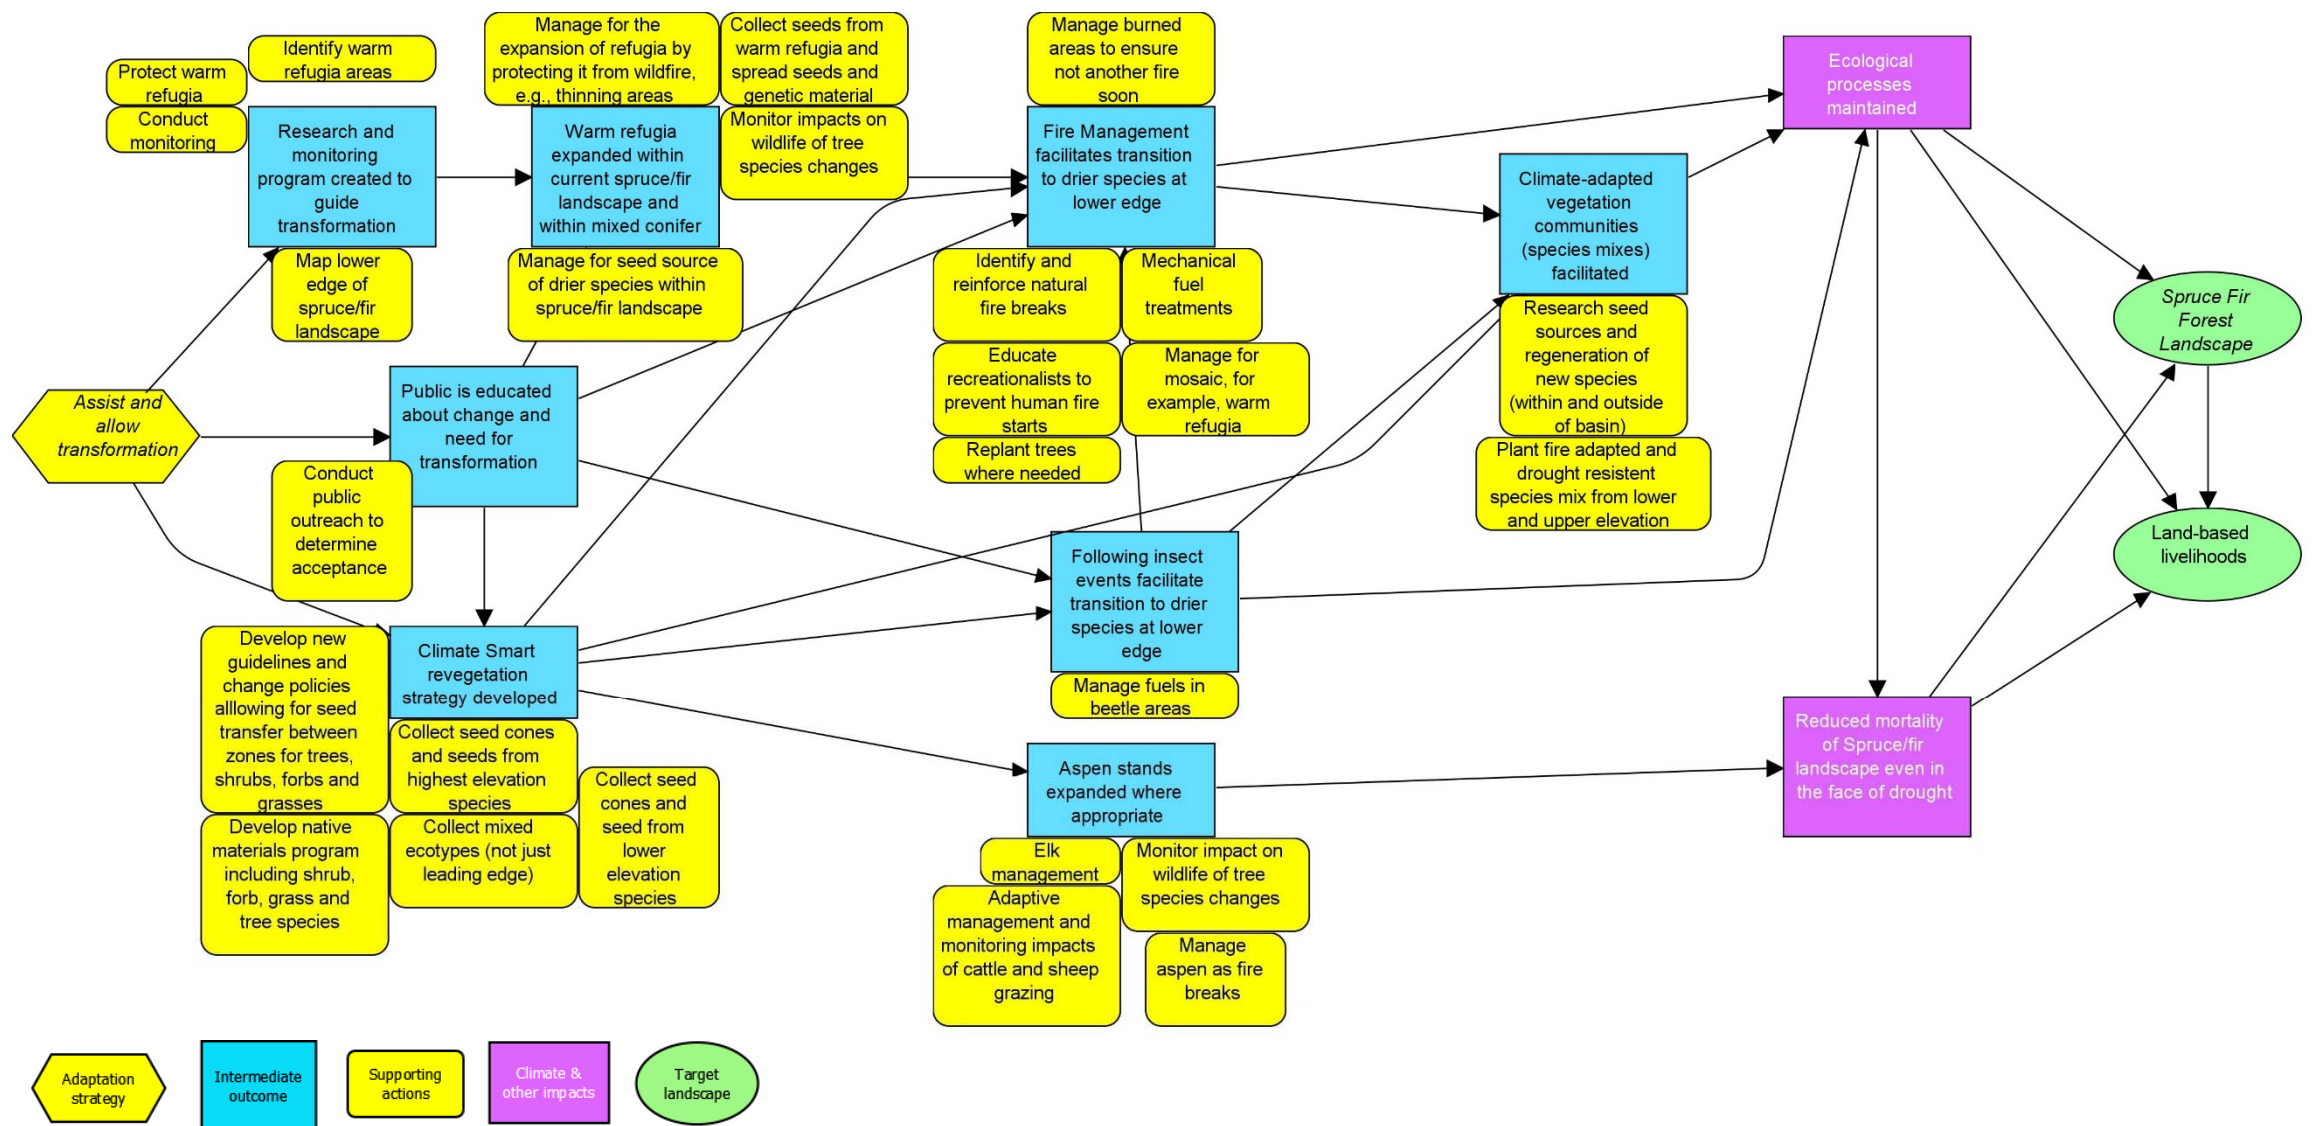 Identify warm
refugia areas
Protect warm
refugia
Conduct
monitoring
Research and
monitoring
program created to
guide
transformation
Map lower
edge of
spruce/fir
landscape
Manage for the
expansion of refugia by
protecting it from wildfire,
e.g., thinning areas
Collect seeds from
warm refugia and
spread seeds and
genetic material
Warm refugia
expanded within
current spruce/fir
landscape and
within mixed conifer
Monitor impacts on
wildlife of tree
species changes
Manage for seed source
of drier species within
spruce/fir landscape
Manage burned
areas to ensure
not another fire
soon
Fire Management
facilitates transition
to drier species at
lower edge
Identify and
reinforce natural
fire breaks
Mechanical
fuel
treatments
Educate
recreationalists to
prevent human fire
starts
Manage for
mosaic, for
example, warm
refugia
Replant trees
where needed
Climate-adapted
vegetation
communities
(species mixes)
facilitated
Research seed
sources and
regeneration of
new species
(within and outside
of basin)
Plant fire adapted and
drought resistent
species mix from lower
and upper elevation
Ecological
processes
maintained
Spruce Fir
Forest
Landscape
Land-based
livelihoods
Assist and
allow
transformation
Public is educated
about change and
need for
transformation
Conduct
public
outreach to
determine
acceptance
Develop new
guidelines and
change policies
alllowing for seed
transfer between
zones for trees,
shrubs, forbs and
grasses
Climate Smart
revegetation
strategy developed
Collect seed cones
and seeds from
highest elevation
species
Collect seed
cones and
seed from
lower
elevation
species
Develop native
materials program
including shrub,
forb, grass and
tree species
Collect mixed
ecotypes (not just
leading edge)
Following insect
events facilitate
transition to drier
species at lower
edge
Manage fuels in
beetle areas
Aspen stands
expanded where
appropriate
Elk
management
Monitor impact on
wildlife of tree
species changes
Adaptive
management and
monitoring impacts
of cattle and sheep
grazing
Manage
aspen as fire
breaks
Reduced mortality
of Spruce/fir
landscape even in
the face of drought
Adaptation
strategy
Intermediate
outcome
Supporting
actions
Climate &
other impacts
Target
landscape